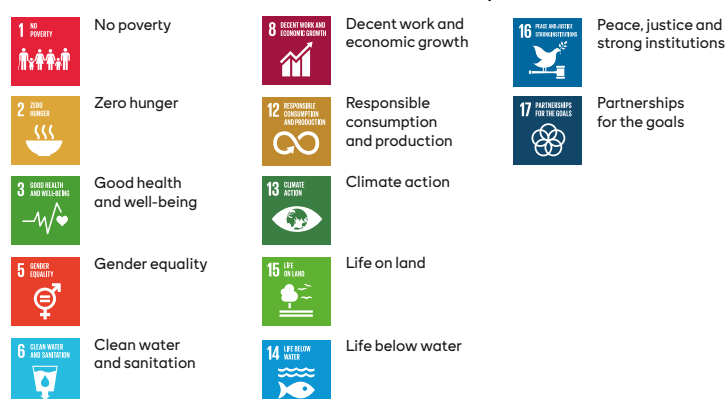 1 NO
POVERTY
No poverty
2 ZERO
HUNGER
Zero hunger
3 GOOD HEALTH
AND WELL-BEING
Good health
and well-being
5 GENDER
EQUALITY
Gender equality
6 CLEAN WATER
AND SANITATION
Clean water
and sanitation
8 DECENT WORK AND
ECONOMIC GROWTH
Decent work and
economic growth
12 RESPONSIBLE
CONSUMPTION
AND PRODUCTION
Responsible
consumption
and production
13 CLIMATE
ACTION
Climate action
15 LIFE
ON LAND
Life on land
14 LIFE BELOW
WATER
Life below water
16 PEACE AND JUSTICE
STRONG INSTITUTIONS
Peace, justice and
strong institutions
17 PARTNERSHIPS
FOR THE GOALS
Partnerships
for the goals